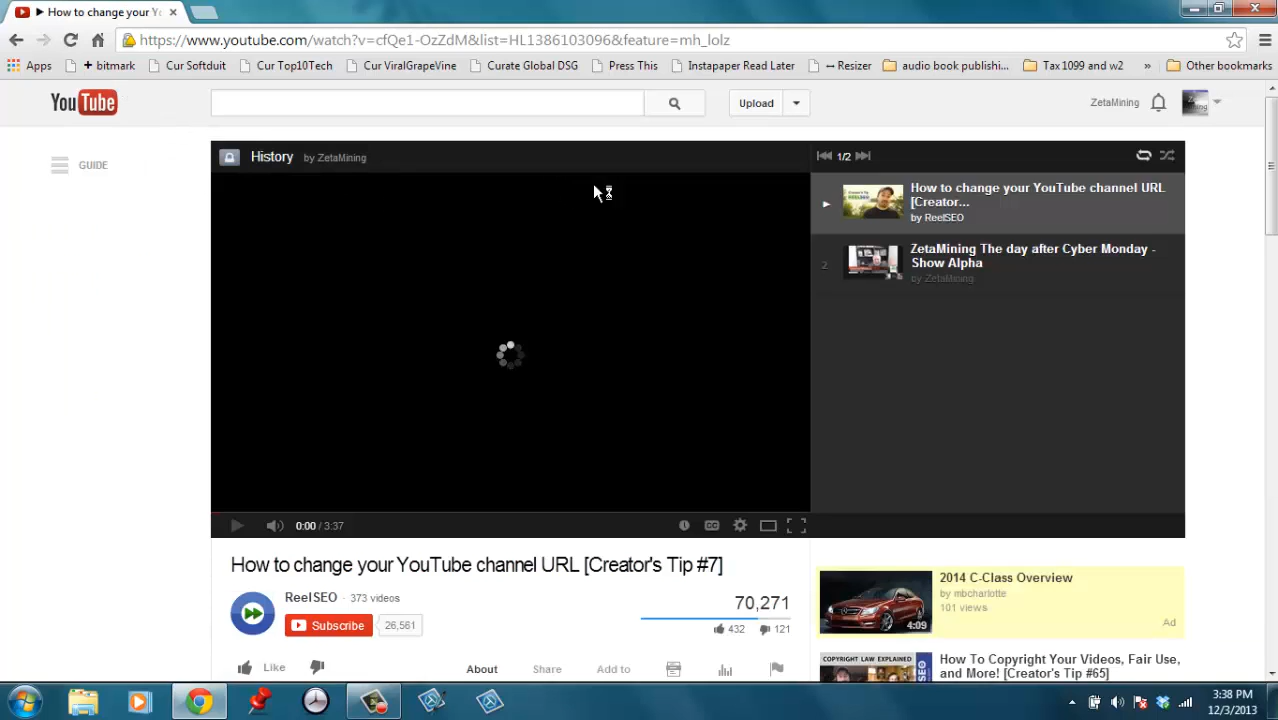 How to change your Yo
https://www.youtube.com/watch?v=cfQe1-OzZdM&list=HL1386103096&feature=mh_lolz
Apps + bitmark Cur Softduit Cur Top10Tech Cur ViralGrapeVine Curate Global DSG Press This Instapaper Read Later ↔ Resizer audio book publishi... Tax 1099 and w2 » Other bookmarks
YouTube Upload ZetaMining
GUIDE
History by ZetaMining 1/2
How to change your YouTube channel URL
[Creator...
by ReelSEO
2
ZetaMining The day after Cyber Monday -
Show Alpha
by ZetaMining
0:00 / 3:37 CC
How to change your YouTube channel URL [Creator's Tip #7]
ReelSEO · 373 videos
Subscribe 26,561
70,271
432 121
Like About Share Add to
2014 C-Class Overview
by mbcharlotte
101 views
Ad
4:09
COPYRIGHT LAW EXPLAINED
How To Copyright Your Videos, Fair Use,
and More! [Creator's Tip #65]
3:38 PM
12/3/2013